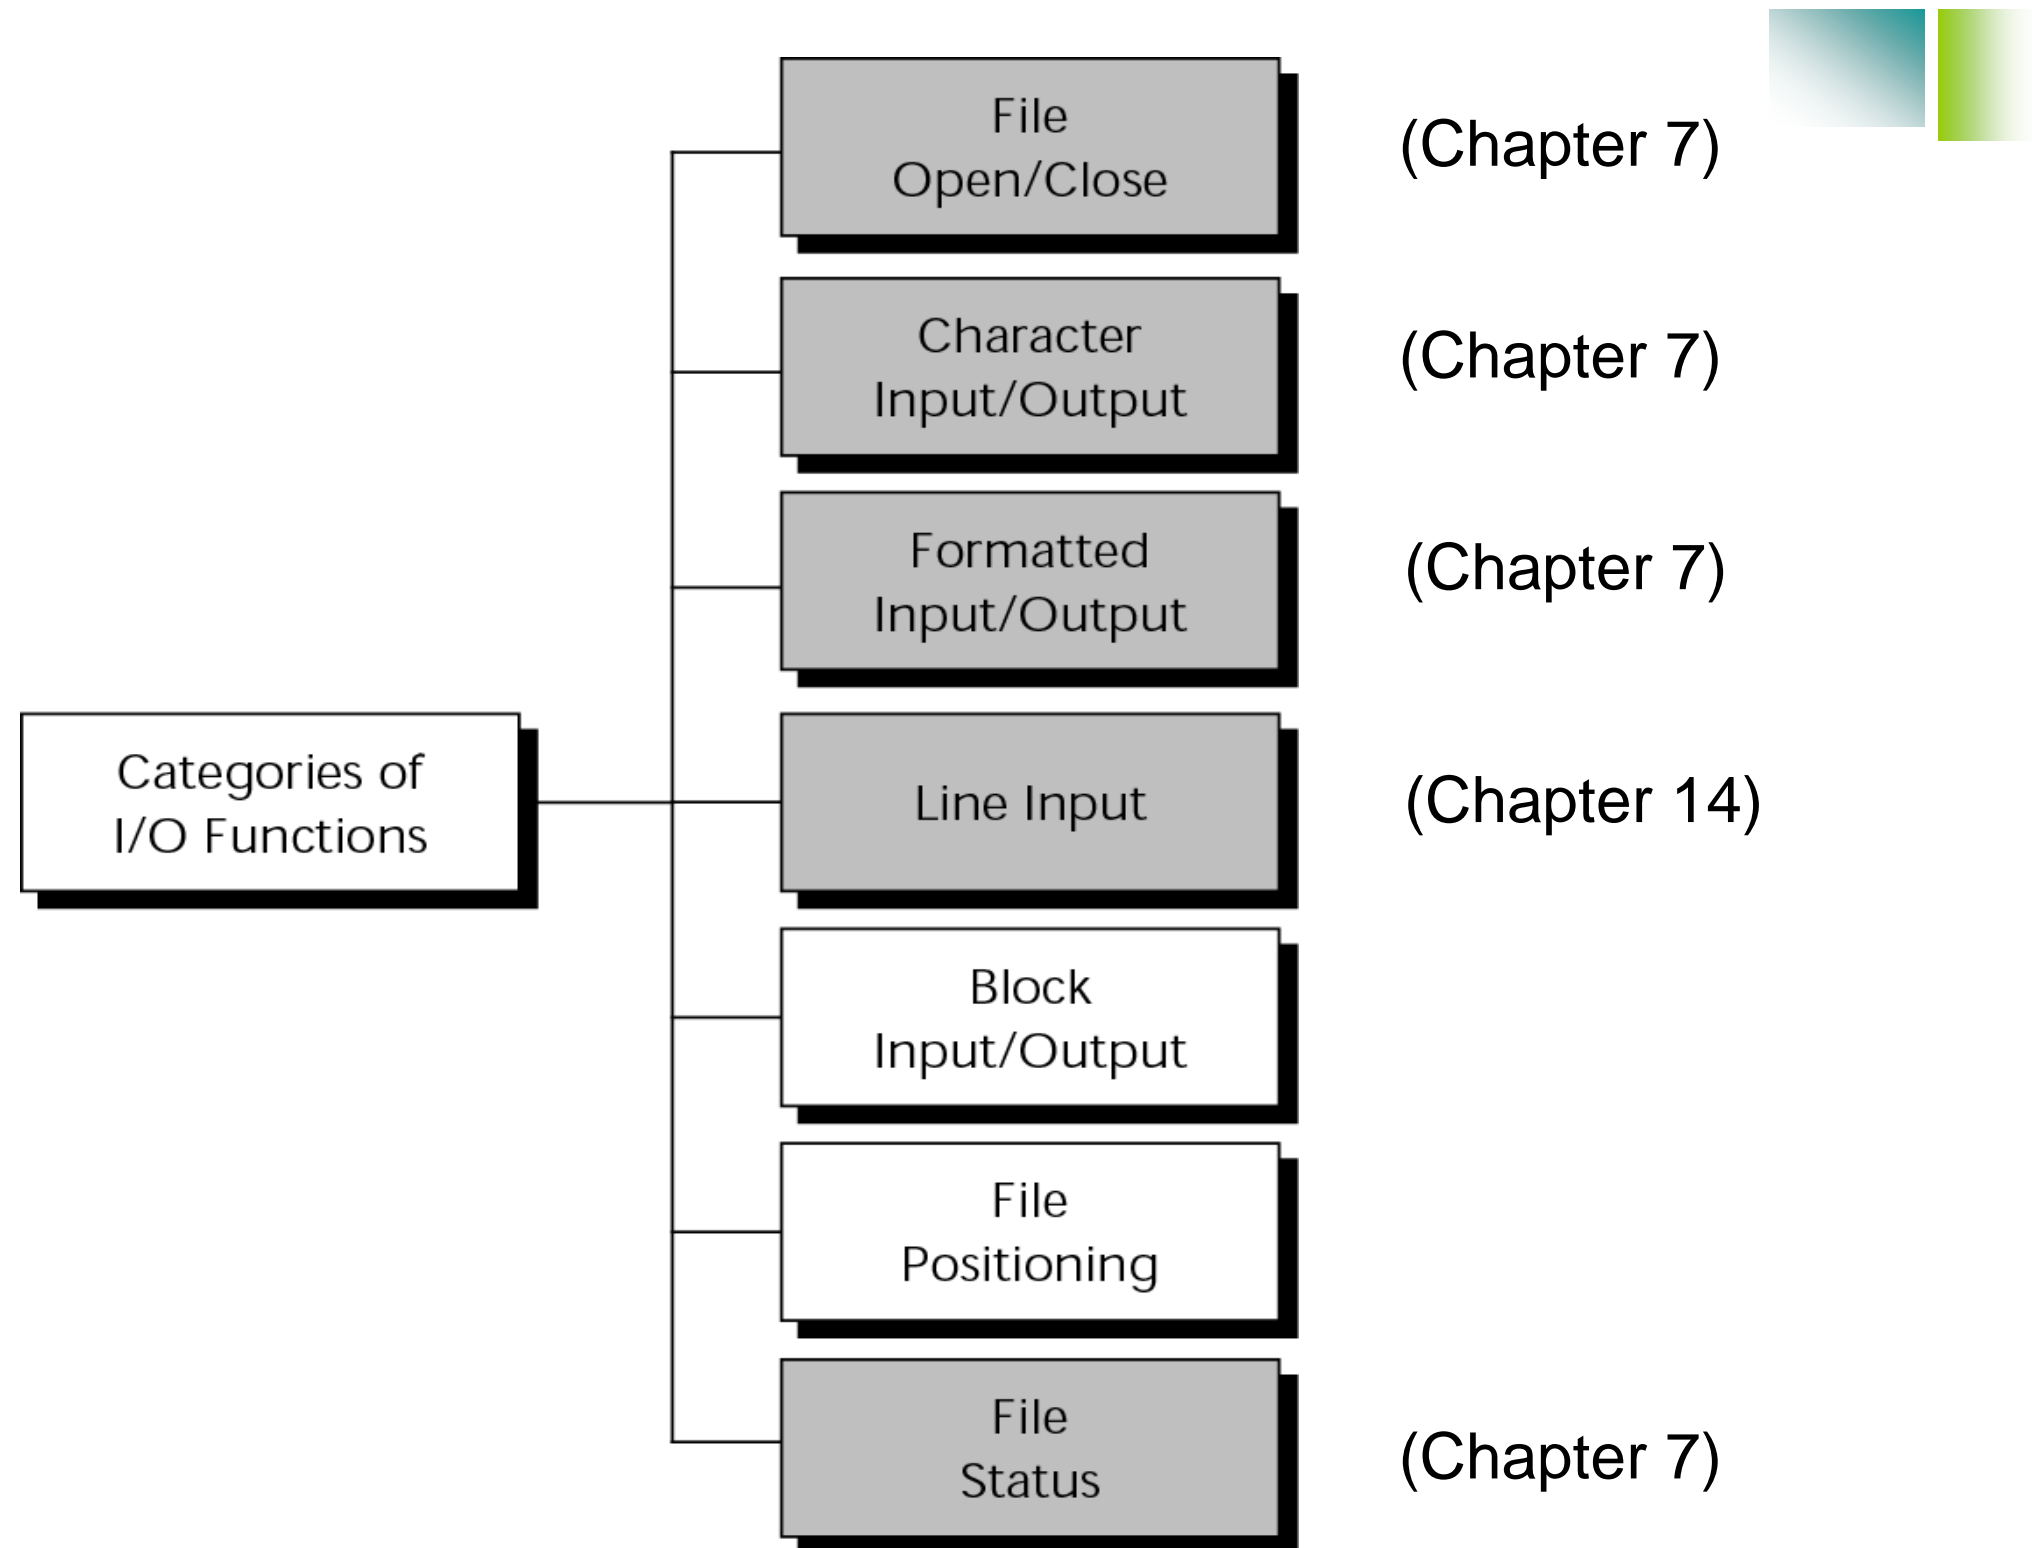 File
Open/Close
(Chapter 7)
Character
Input/Output
(Chapter 7)
Formatted
Input/Output
(Chapter 7)
Categories of
I/O Functions
Line Input
(Chapter 14)
Block
Input/Output
File
Positioning
File
Status
(Chapter 7)